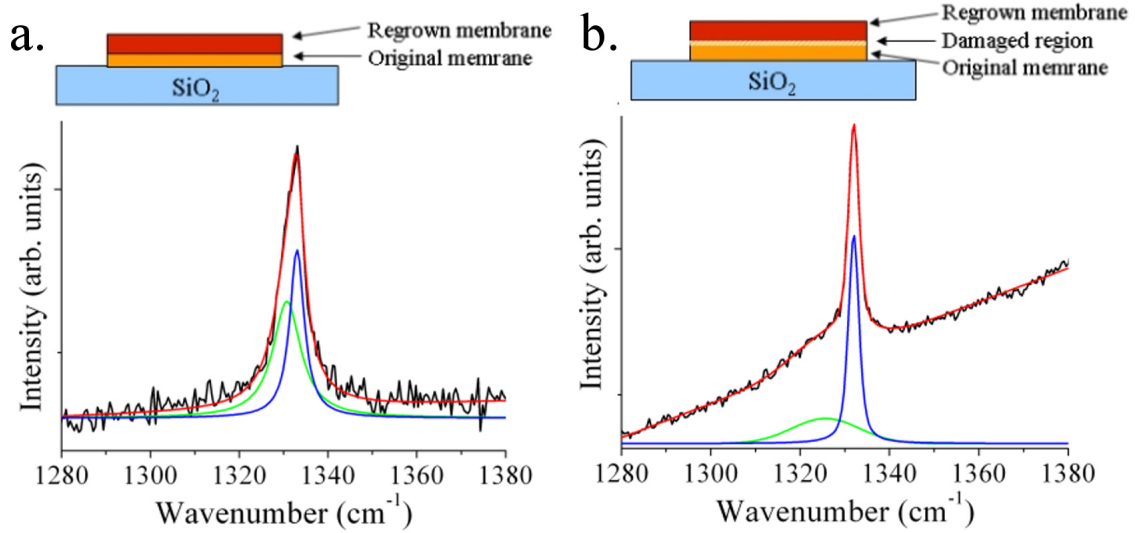 a.
Regrown membrane
Original memrane
SiO2
Intensity (arb. units)
1280 1300 1320 1340 1360 1380
Wavenumber (cm-1)
b.
Regrown membrane
Damaged region
Original memrane
SiO2
Intensity (arb. units)
1280 1300 1320 1340 1360 1380
Wavenumber (cm-1)